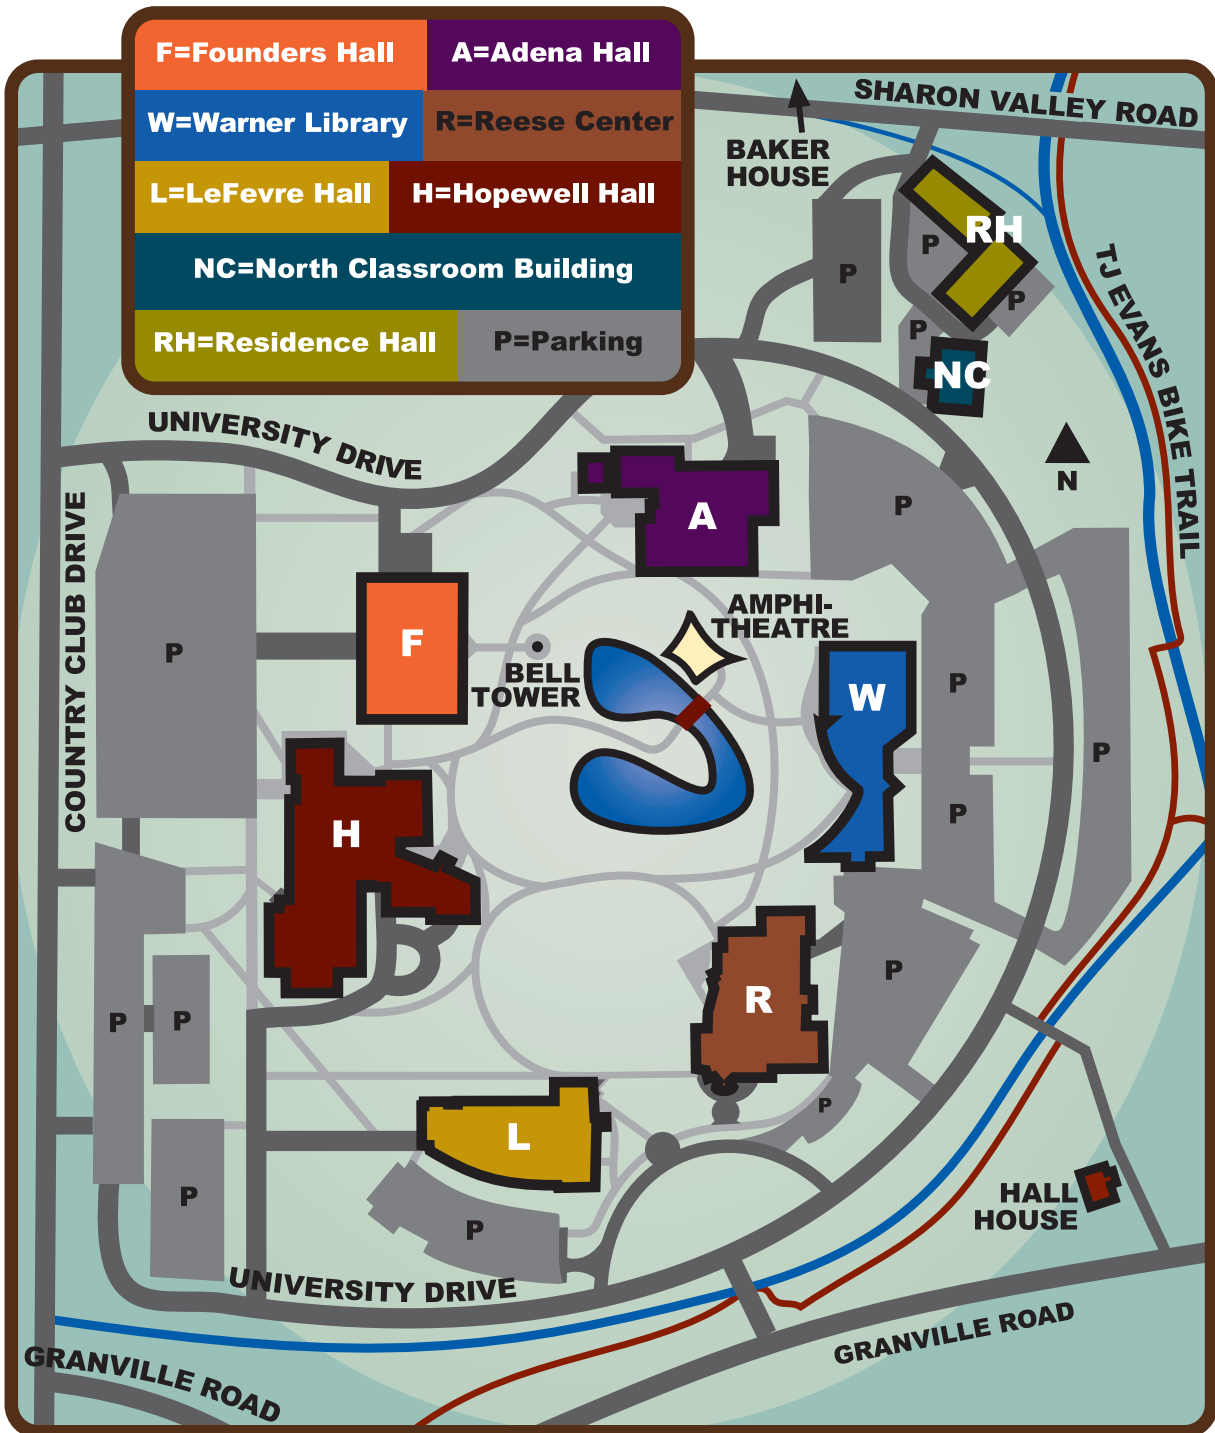 F=Founders Hall
A=Adena Hall
W=Warner Library
R=Reese Center
L=LeFevre Hall
H=Hopewell Hall
NC=North Classroom Building
RH=Residence Hall
P=Parking
SHARON VALLEY ROAD
BAKER
HOUSE
RH
P
P
P
P
NC
TJ EVANS BIKE TRAIL
N
UNIVERSITY DRIVE
COUNTRY CLUB DRIVE
A
P
AMPHI-
THEATRE
F
P
BELL
TOWER
W
P
P
P
H
R
P
P
P
L
P
P
P
HALL
HOUSE
UNIVERSITY DRIVE
GRANVILLE ROAD
GRANVILLE ROAD